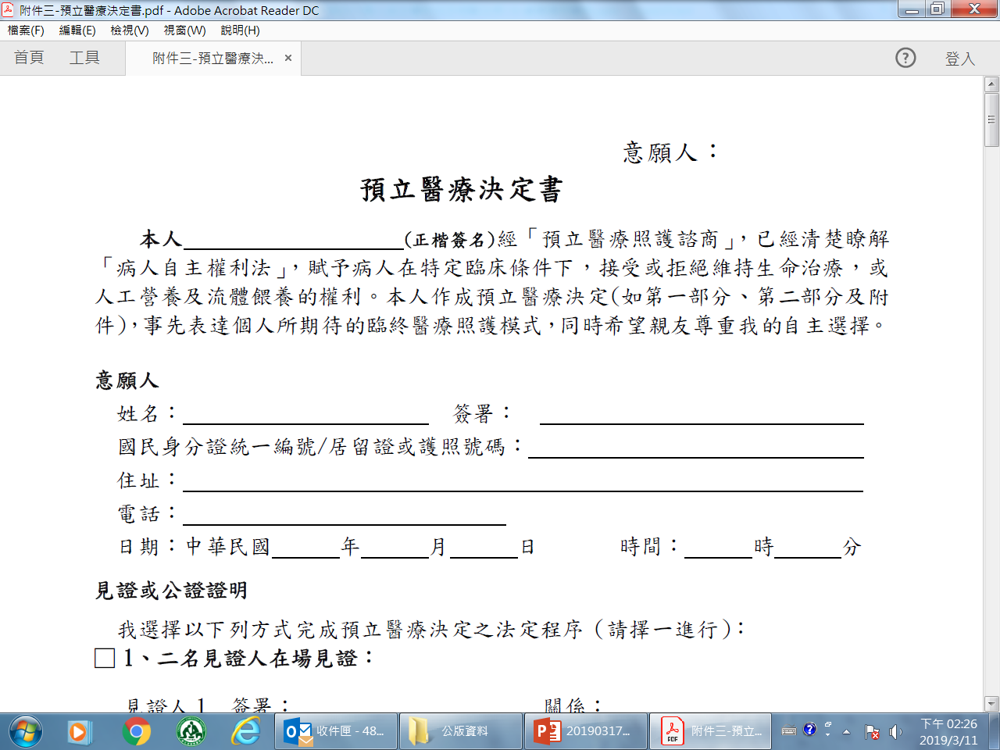 附件三-預立醫療決定書.pdf - Adobe Acrobat Reader DC
檔案(F) 編輯(E) 檢視(V) 視窗(W) 說明(H)
首頁 工具 附件三-預立醫療決... × ? 登入
意願人：
預立醫療決定書
本人(正楷簽名)經「預立醫療照護諮商」，已經清楚瞭解
「病人自主權利法」，賦予病人在特定臨床條件下，接受或拒絕維持生命治療，或
人工營養及流體餵養的權利。本人作成預立醫療決定(如第一部分、第二部分及附
件)，事先表達個人所期待的臨終醫療照護模式，同時希望親友尊重我的自主選擇。
意願人
姓名： 簽署：
國民身分證統一編號/居留證或護照號碼：
住址：
電話：
日期：中華民國 年 月 日 時間： 時 分
見證或公證證明
我選擇以下列方式完成預立醫療決定之法定程序（請擇一進行）：
□ 1、二名見證人在場見證：
見證人 1 簽署： 關係：
收件匣 - 48... 公版資料 20190317... 附件三-預立... 下午 02:26
2019/3/11